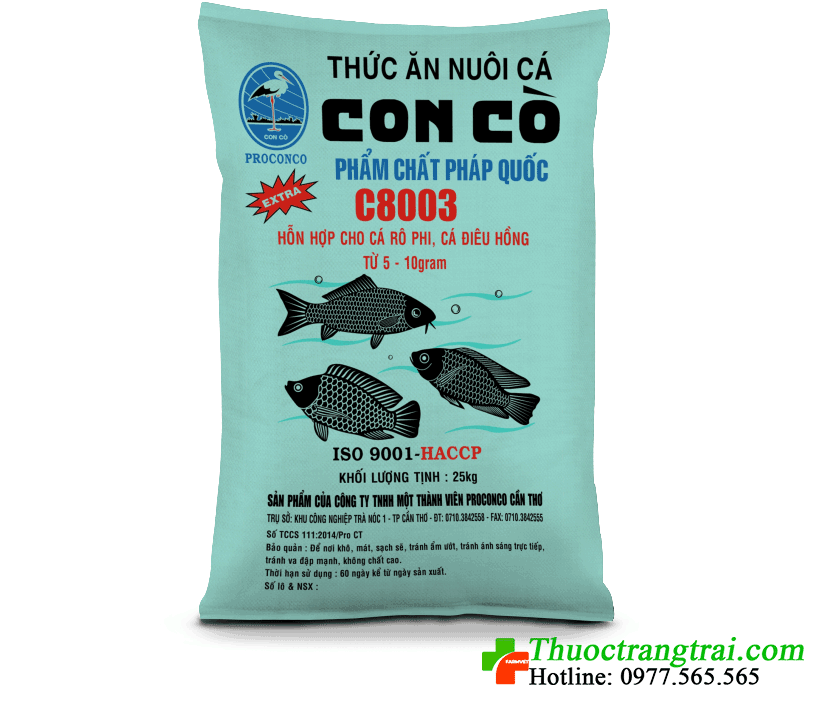 THỨC ĂN NUÔI CÁ
CON CÒ
CON CÒ
PROCONCO
PHẨM CHẤT PHÁP QUỐC
EXTRA
C8003
HỖN HỢP CHO CÁ RÔ PHI, CÁ ĐIÊU HỒNG
TỪ 5 - 10gram
ISO 9001-HACCP
KHỐI LƯỢNG TỊNH : 25kg
SẢN PHẨM CỦA CÔNG TY TNHH MỘT THÀNH VIÊN PROCONCO CẦN THƠ
TRỤ SỞ: KHU CÔNG NGHIỆP TRÀ NÓC 1 - TP CẦN THƠ - ĐT: 0710.3842558 - FAX: 0710.3842555
Số TCCS 111:2014/Pro CT
Bảo quản : Để nơi khô, mát, sạch sẽ, tránh ẩm ướt, tránh ánh sáng trực tiếp,
tránh va đập mạnh, không chất cao.
Thời hạn sử dụng : 60 ngày kể từ ngày sản xuất.
Số lô & NSX :
FARMVET
Thuoctrangtrai.com
Hotline: 0977.565.565